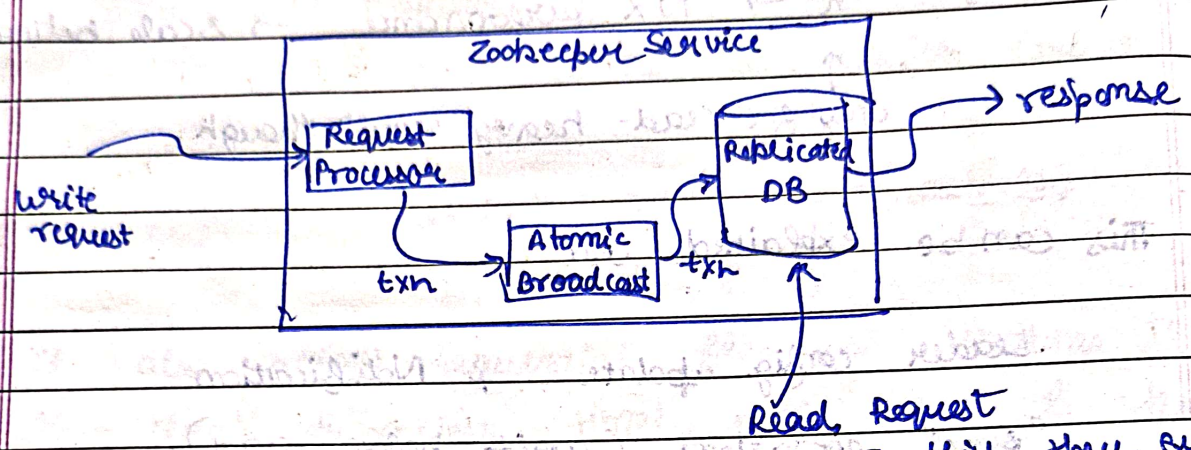 Zookeeper Service
response
Request
Processor
Replicated
DB
write
request
Atomic
Broadcast
txn
txn
Read Request